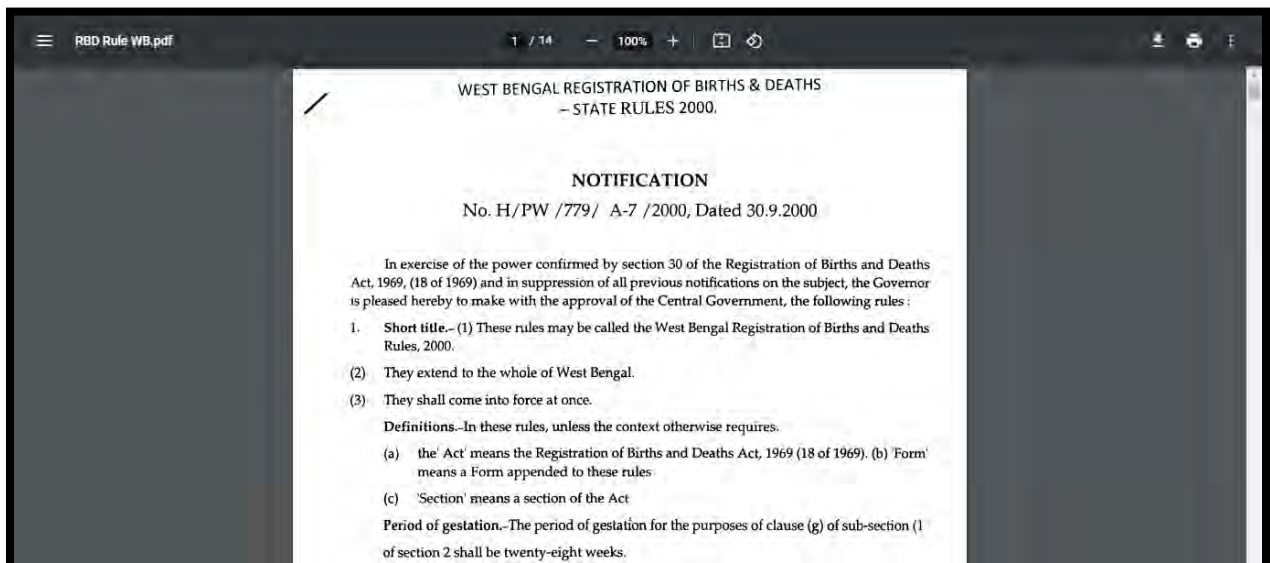 RBD Rule WB.pdf
1 / 14 — 100% +
WEST BENGAL REGISTRATION OF BIRTHS & DEATHS
– STATE RULES 2000.
NOTIFICATION
No. H/PW /779/ A-7 /2000, Dated 30.9.2000
In exercise of the power confirmed by section 30 of the Registration of Births and Deaths
Act, 1969, (18 of 1969) and in suppression of all previous notifications on the subject, the Governor
is pleased hereby to make with the approval of the Central Government, the following rules :
1. Short title.– (1) These rules may be called the West Bengal Registration of Births and Deaths
Rules, 2000.
(2) They extend to the whole of West Bengal.
(3) They shall come into force at once.
Definitions.–In these rules, unless the context otherwise requires.
(a) the' Act' means the Registration of Births and Deaths Act, 1969 (18 of 1969). (b) 'Form'
means a Form appended to these rules
(c) 'Section' means a section of the Act
Period of gestation.–The period of gestation for the purposes of clause (g) of sub-section (1
of section 2 shall be twenty-eight weeks.